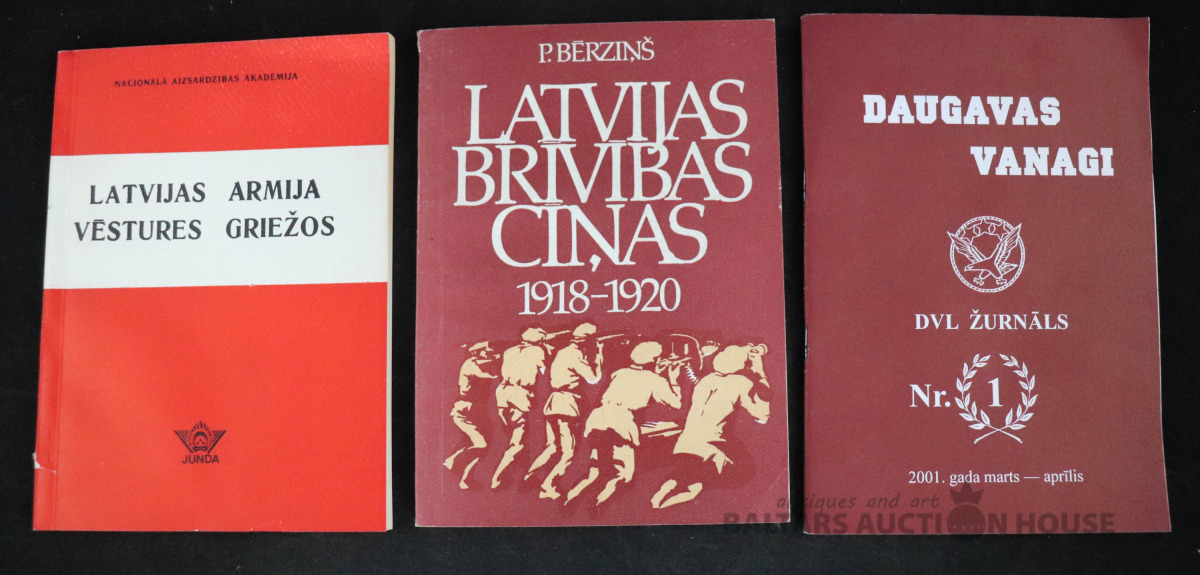 NACIONĀLĀ AIZSARDZĪBAS AKADĒMIJA
LATVIJAS ARMIJA
VĒSTURES GRIEŽOS
JUNDA
P. BĒRZIŅŠ
LATVIJAS
BRĪVĪBAS
CĪŅAS
1918–1920
DAUGAVAS
VANAGI
DVL ŽURNĀLS
Nr. 1
2001. gada marts — aprīlis
antiques and art
BALTARS AUCTION HOUSE